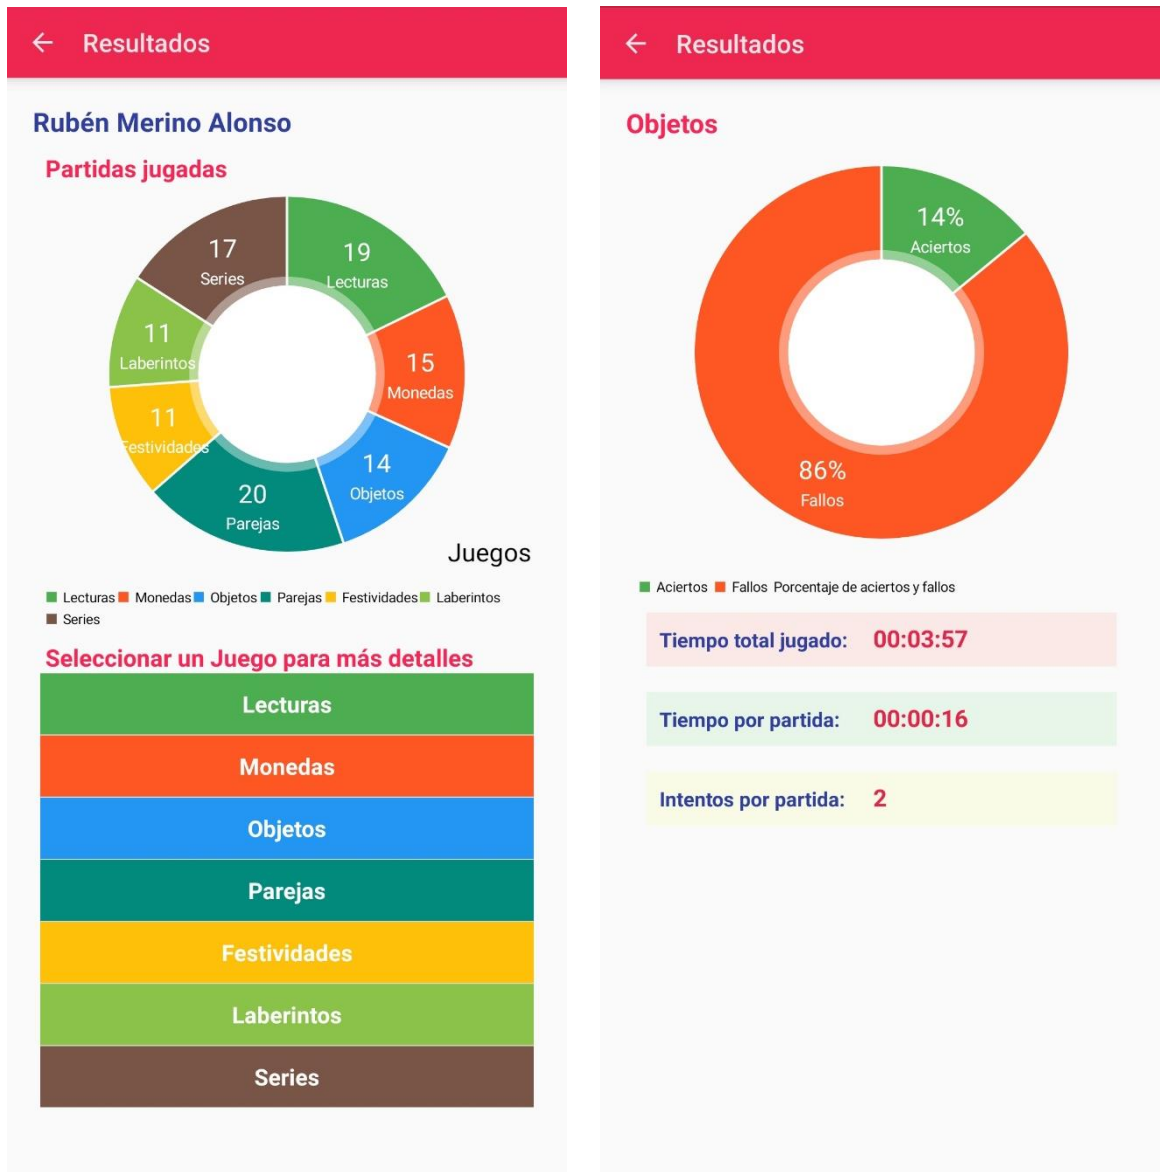 Resultados
Rubén Merino Alonso
Partidas jugadas
17
Series
19
Lecturas
11
Laberintos
15
Monedas
11
Festividades
14
Objetos
20
Parejas
Juegos
Lecturas Monedas Objetos Parejas Festividades Laberintos
Series
Seleccionar un Juego para más detalles
Lecturas
Monedas
Objetos
Parejas
Festividades
Laberintos
Series
Resultados
Objetos
14%
Aciertos
86%
Fallos
Aciertos Fallos Porcentaje de aciertos y fallos
Tiempo total jugado: 00:03:57
Tiempo por partida: 00:00:16
Intentos por partida: 2